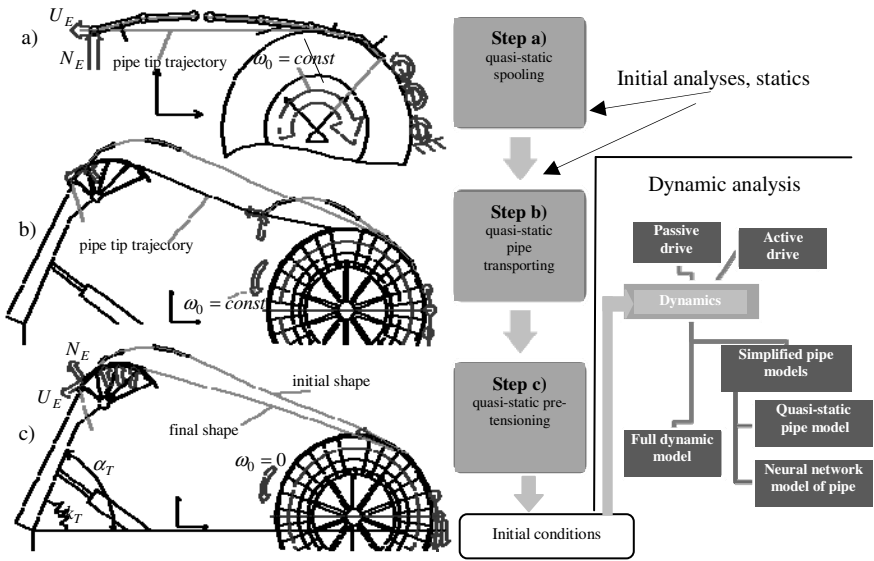 a)
U_E
N_E
pipe tip trajectory
ω_0 = const
b)
pipe tip trajectory
ω_0 = const
c)
N_E
U_E
initial shape
final shape
ω_0 = 0
α_T
k_T
Step a)
quasi-static
spooling
Step b)
quasi-static
pipe
transporting
Step c)
quasi-static pre-
tensioning
Initial conditions
Initial analyses, statics
Dynamic analysis
Passive
drive
Active
drive
Dynamics
Simplified pipe
models
Full dynamic
model
Quasi-static
pipe model
Neural network
model of pipe